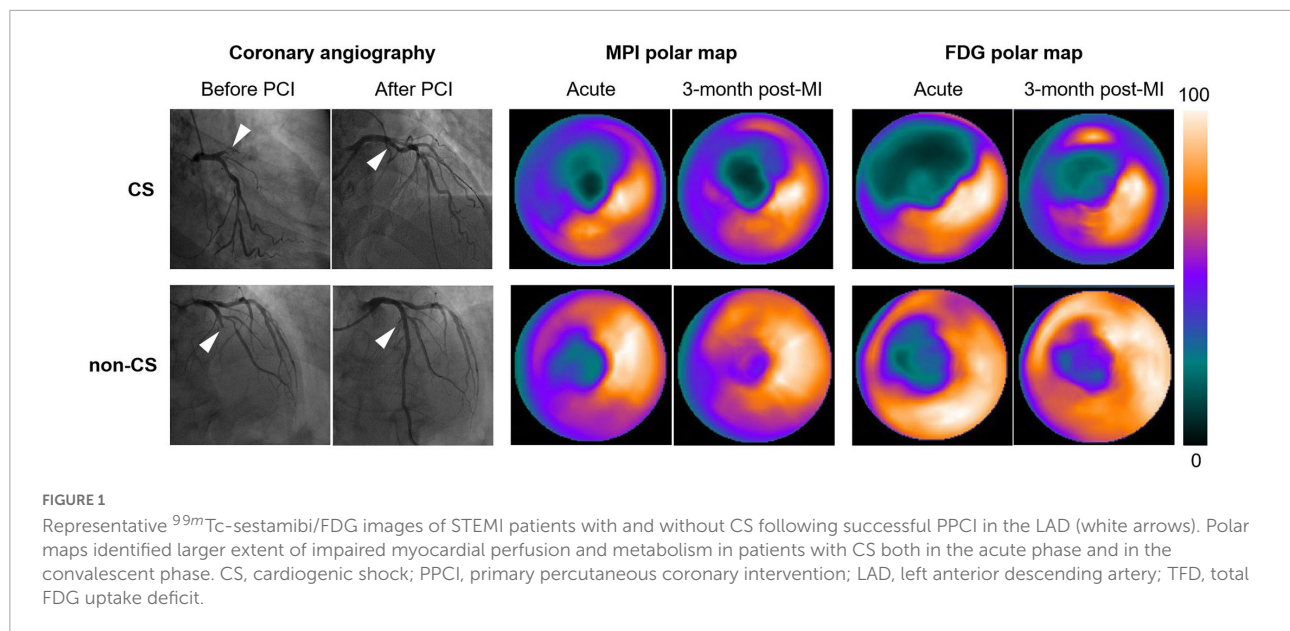 Coronary angiography MPI polar map FDG polar map
Before PCI After PCI Acute 3-month post-MI Acute 3-month post-MI
100
CS
non-CS
0
FIGURE 1
Representative 99mTc-sestamibi/FDG images of STEMI patients with and without CS following successful PPCI in the LAD (white arrows). Polar
maps identified larger extent of impaired myocardial perfusion and metabolism in patients with CS both in the acute phase and in the
convalescent phase. CS, cardiogenic shock; PPCI, primary percutaneous coronary intervention; LAD, left anterior descending artery; TFD, total
FDG uptake deficit.